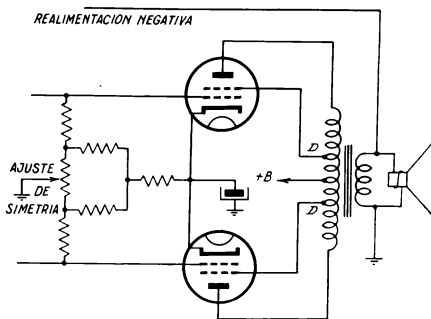 REALIMENTACION NEGATIVA
D
AJUSTE
DE
SIMETRIA
+B
D